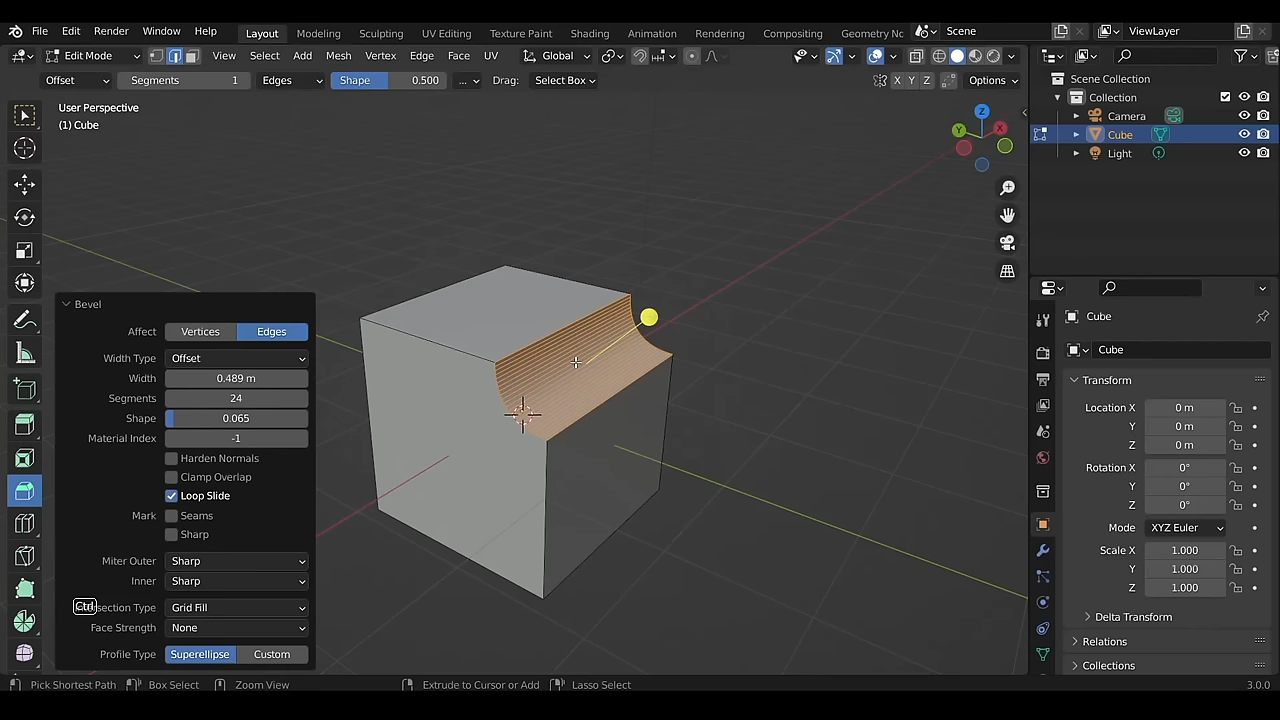 File Edit Render Window Help Layout Modeling Sculpting UV Editing Texture Paint Shading Animation Rendering Compositing Geometry Nc Scene ViewLayer
Edit Mode View Select Add Mesh Vertex Edge Face UV Global
Offset Segments 1 Edges Shape 0.500 ... Drag: Select Box X Y Z Options
User Perspective
(1) Cube
Z
Y
X
Scene Collection
Collection
Camera
Cube
Light
Bevel
Affect Vertices Edges
Width Type Offset
Width 0.489 m
Segments 24
Shape 0.065
Material Index -1
Harden Normals
Clamp Overlap
Loop Slide
Mark Seams
Sharp
Miter Outer Sharp
Inner Sharp
Ctrl section Type Grid Fill
Face Strength None
Profile Type Superellipse Custom
Cube
Cube
Transform
Location X 0 m
Y 0 m
Z 0 m
Rotation X 0°
Y 0°
Z 0°
Mode XYZ Euler
Scale X 1.000
Y 1.000
Z 1.000
Delta Transform
Relations
Collections
Pick Shortest Path Box Select Zoom View Extrude to Cursor or Add Lasso Select 3.0.0